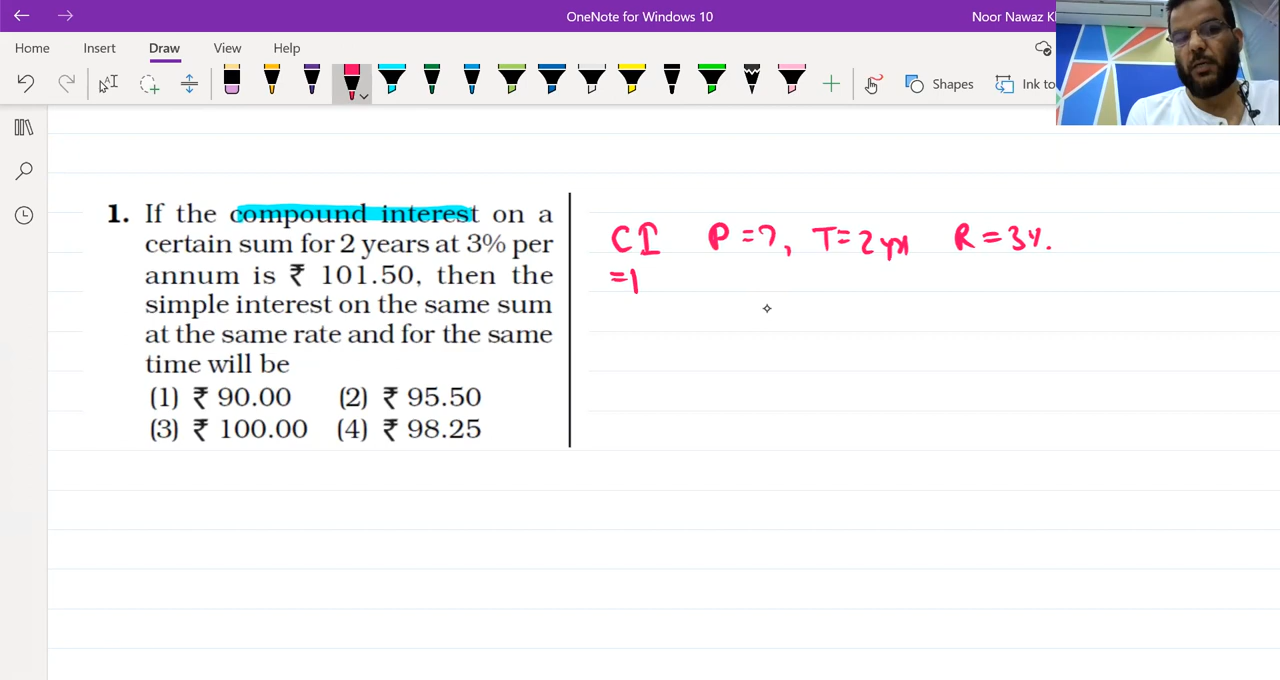 OneNote for Windows 10
Noor Nawaz K
Home Insert Draw View Help
Shapes Ink to
1. If the compound interest on a
certain sum for 2 years at 3% per
annum is ₹ 101.50, then the
simple interest on the same sum
at the same rate and for the same
time will be
(1) ₹ 90.00 (2) ₹ 95.50
(3) ₹ 100.00 (4) ₹ 98.25
CI P=?, T=2yr R=3%.
=1